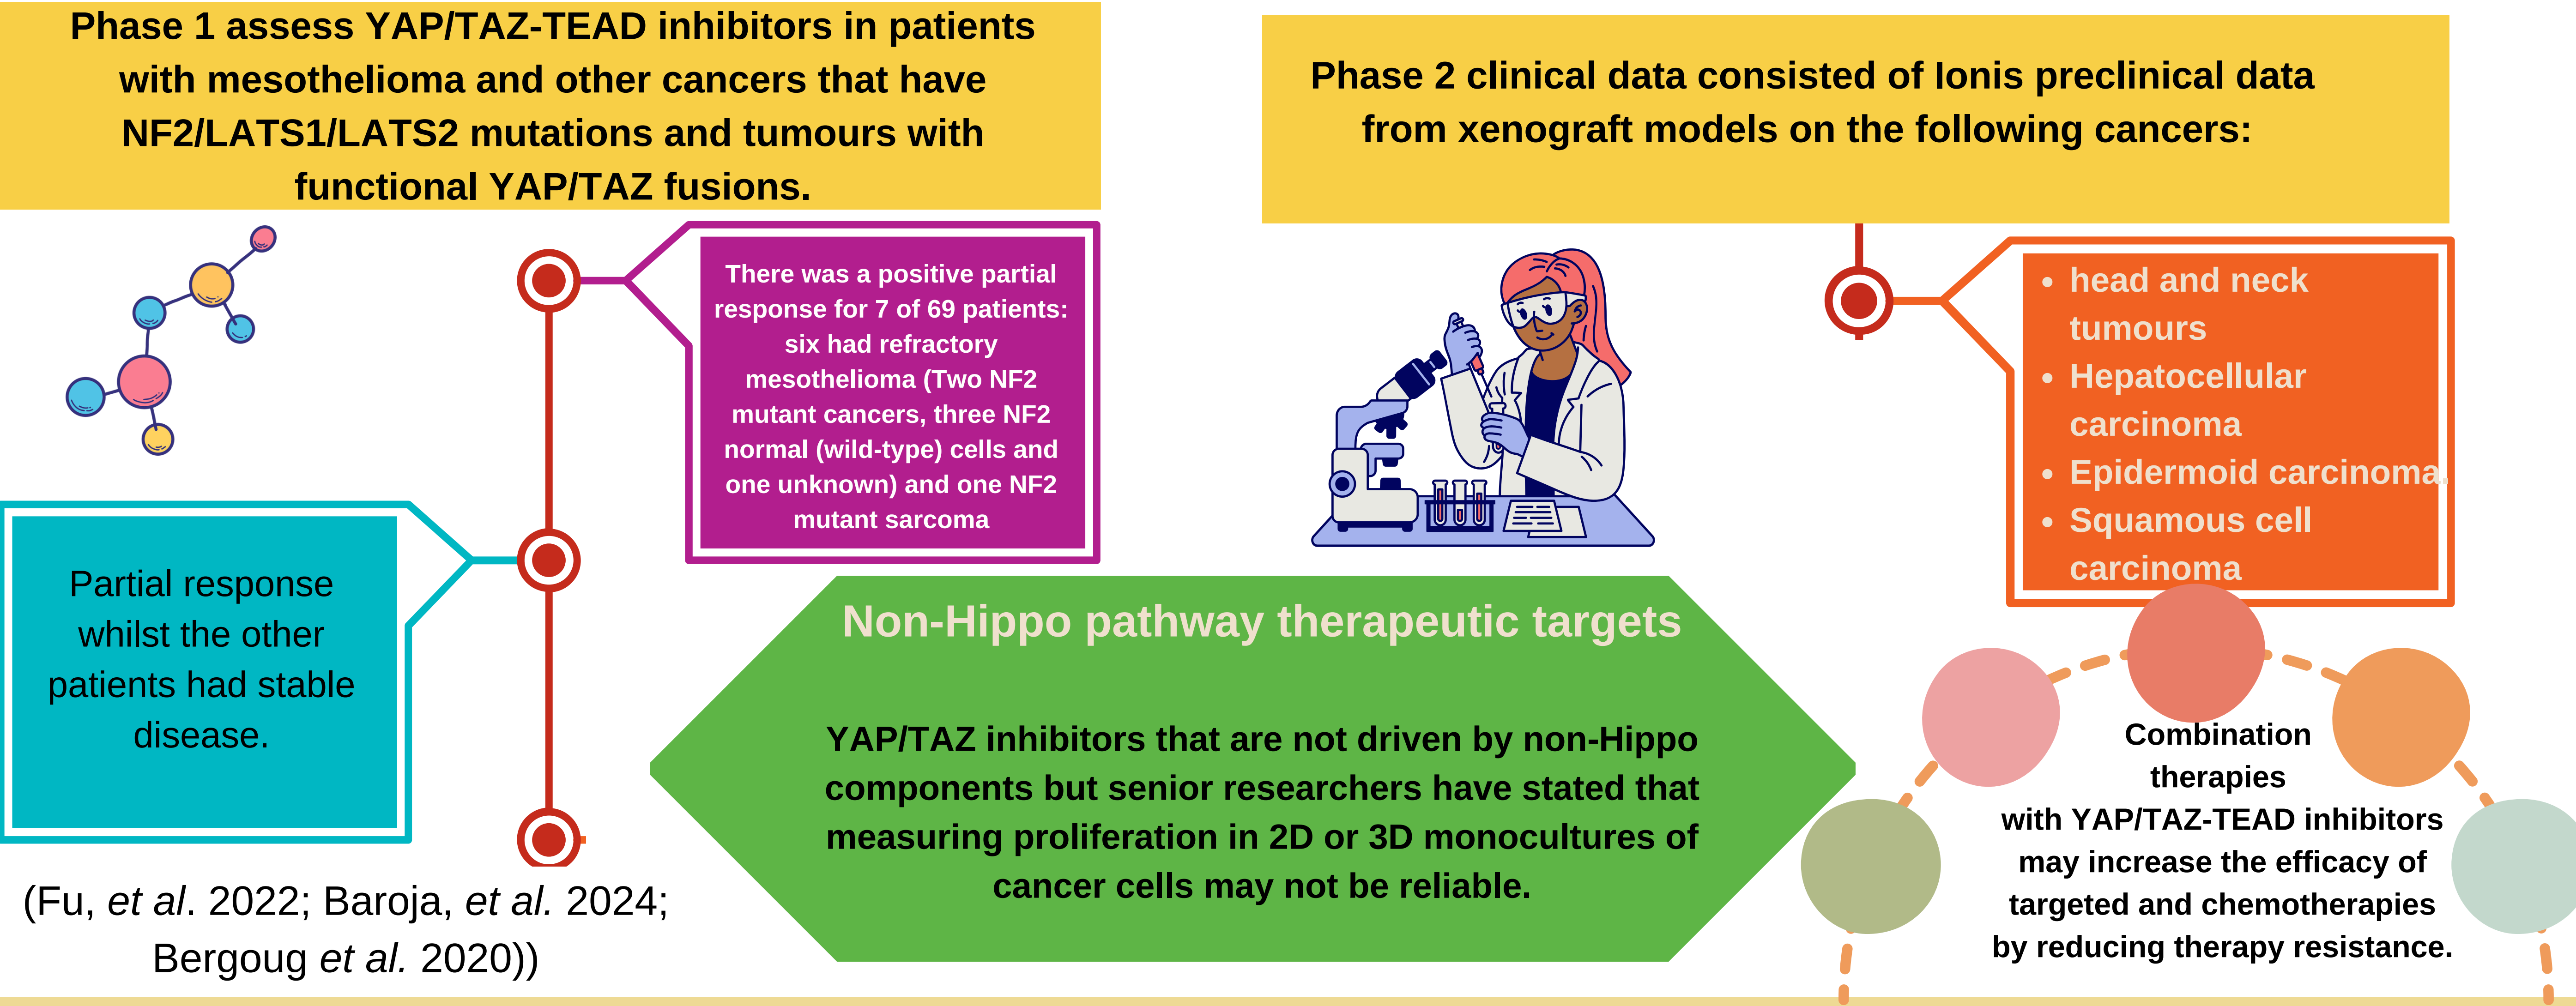 Phase 1 assess YAP/TAZ-TEAD inhibitors in patients
with mesothelioma and other cancers that have
NF2/LATS1/LATS2 mutations and tumours with
functional YAP/TAZ fusions.
There was a positive partial
response for 7 of 69 patients:
six had refractory
mesothelioma (Two NF2
mutant cancers, three NF2
normal (wild-type) cells and
one unknown) and one NF2
mutant sarcoma
Partial response
whilst the other
patients had stable
disease.
(Fu, et al. 2022; Baroja, et al. 2024;
Bergoug et al. 2020))
Phase 2 clinical data consisted of Ionis preclinical data
from xenograft models on the following cancers:
• head and neck
tumours
• Hepatocellular
carcinoma
• Epidermoid carcinoma.
• Squamous cell
carcinoma
Non-Hippo pathway therapeutic targets
YAP/TAZ inhibitors that are not driven by non-Hippo
components but senior researchers have stated that
measuring proliferation in 2D or 3D monocultures of
cancer cells may not be reliable.
Combination
therapies
with YAP/TAZ-TEAD inhibitors
may increase the efficacy of
targeted and chemotherapies
by reducing therapy resistance.